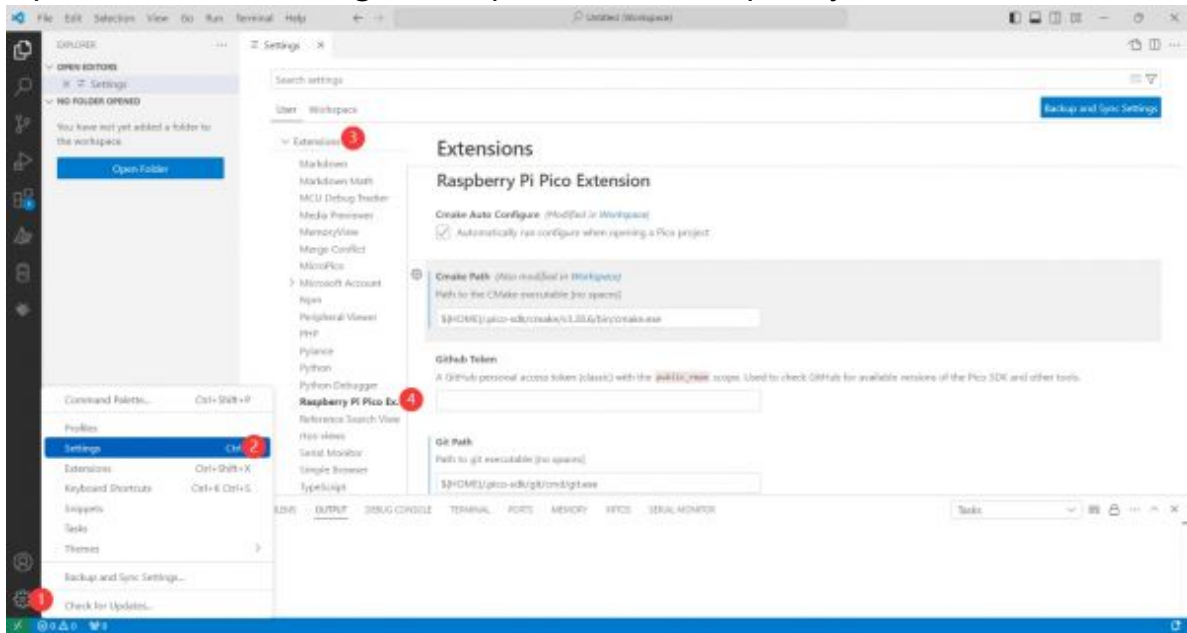 File Edit Selection View Go Run Terminal Help
Untitled (Workspace)
EXPLORER
OPEN EDITORS
Settings
NO FOLDER OPENED
You have not yet added a folder to
the workspace.
Open Folder
Settings
Search settings
User Workspace
Backup and Sync Settings
Extensions 3
Markdown
Markdown Math
MCU Debug Tracker
Media Previewer
MemoryView
Merge Conflict
MicroPico
Microsoft Account
Npm
Peripheral Viewer
PHP
Pylance
Python
Python Debugger
Raspberry Pi Pico Ex... 4
Reference Search View
rtos-views
Serial Monitor
Simple Browser
TypeScript
Extensions
Raspberry Pi Pico Extension
Cmake Auto Configure (Modified in Workspace)
Automatically run configure when opening a Pico project
Cmake Path (Also modified in Workspace)
Path to the CMake executable (no spaces)
${HOME}/.pico-sdk/cmake/v3.28.6/bin/cmake.exe
Github Token
A GitHub personal access token (classic) with the public_repo scope. Used to check GitHub for available versions of the Pico SDK and other tools.
Git Path
Path to git executable (no spaces)
${HOME}/.pico-sdk/git/cmd/git.exe
Command Palette... Ctrl+Shift+P
Profiles
Settings 2
Extensions Ctrl+Shift+X
Keyboard Shortcuts Ctrl+K Ctrl+S
Snippets
Tasks
Themes
Backup and Sync Settings...
1 Check for Updates...
OUTPUT DEBUG CONSOLE TERMINAL PORTS MEMORY XRTOS SERIAL MONITOR
Tasks
0 0 0